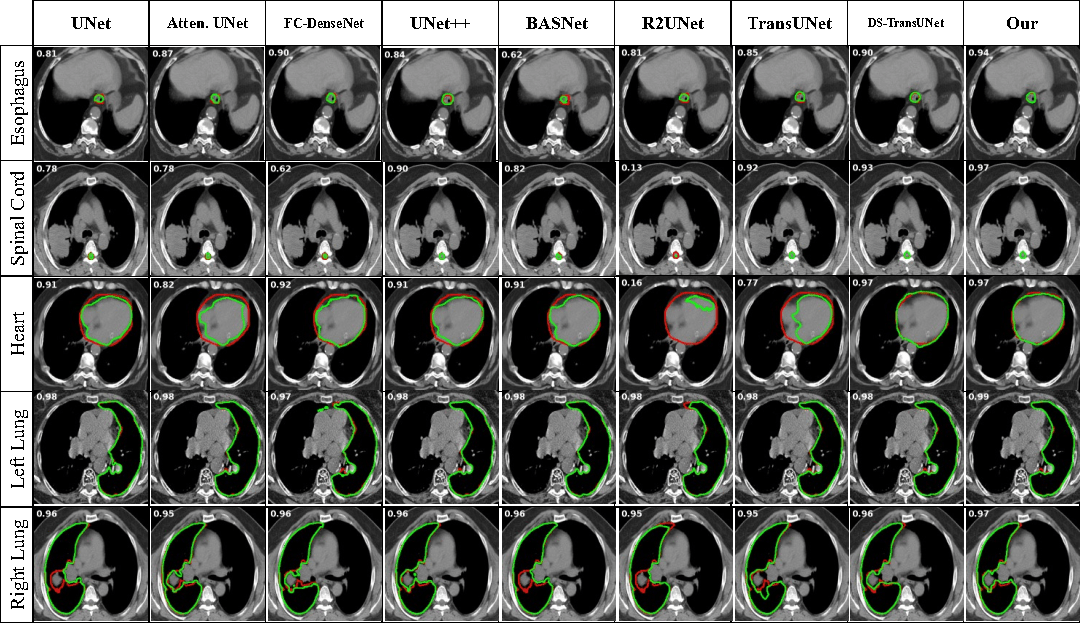 UNet Atten. UNet FC-DenseNet UNet++ BASNet R2UNet TransUNet DS-TransUNet Our
Esophagus 0.81 0.87 0.90 0.84 0.62 0.81 0.85 0.90 0.94
Spinal Cord 0.78 0.78 0.62 0.90 0.82 0.13 0.92 0.93 0.97
Heart 0.91 0.82 0.92 0.91 0.91 0.16 0.77 0.97 0.97
Left Lung 0.98 0.98 0.97 0.98 0.98 0.98 0.98 0.98 0.99
Right Lung 0.96 0.95 0.96 0.96 0.96 0.95 0.95 0.96 0.97